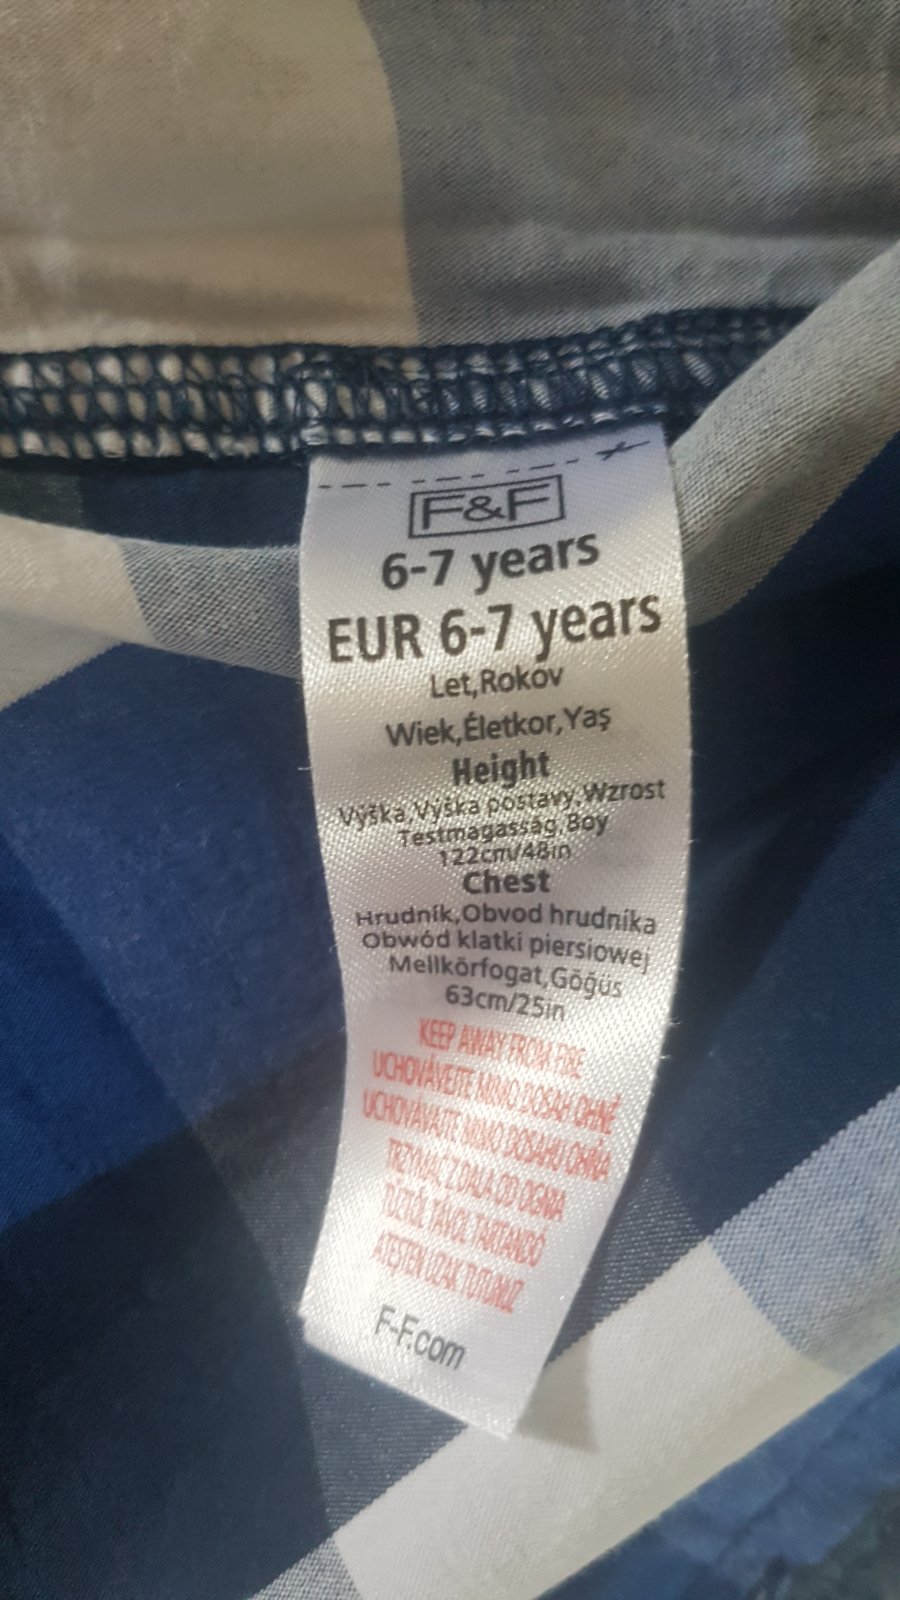 F&F
6-7 years
EUR 6-7 years
Let,Rokov
Wiek,Életkor,Yaş
Height
Výška,Výška postavy,Wzrost
Testmagasság,Boy
122cm/48in
Chest
Hrudník,Obvod hrudníka
Obwód klatki piersiowej
Mellkörfogat,Göğüs
63cm/25in
KEEP AWAY FROM FIRE
UCHOVÁVEJTE MIMO DOSAH OHNĚ
UCHOVÁVAJTE MIMO DOSAHU OHŇA
TRZYMAĆ Z DALA OD OGNIA
TŰZTŐL TÁVOL TARTANDÓ
ATEŞTEN UZAK TUTUNUZ
F-F.com